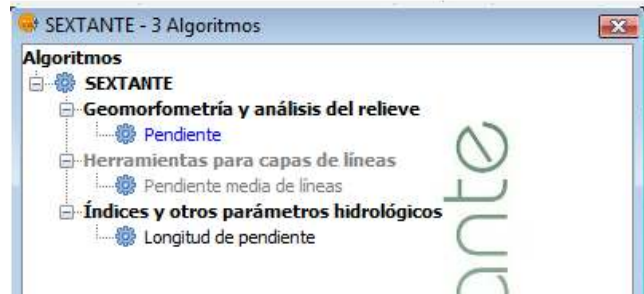 SEXTANTE - 3 Algoritmos
Algoritmos
SEXTANTE
Geomorfometría y análisis del relieve
Pendiente
Herramientas para capas de líneas
Pendiente media de líneas
Índices y otros parámetros hidrológicos
Longitud de pendiente
ante